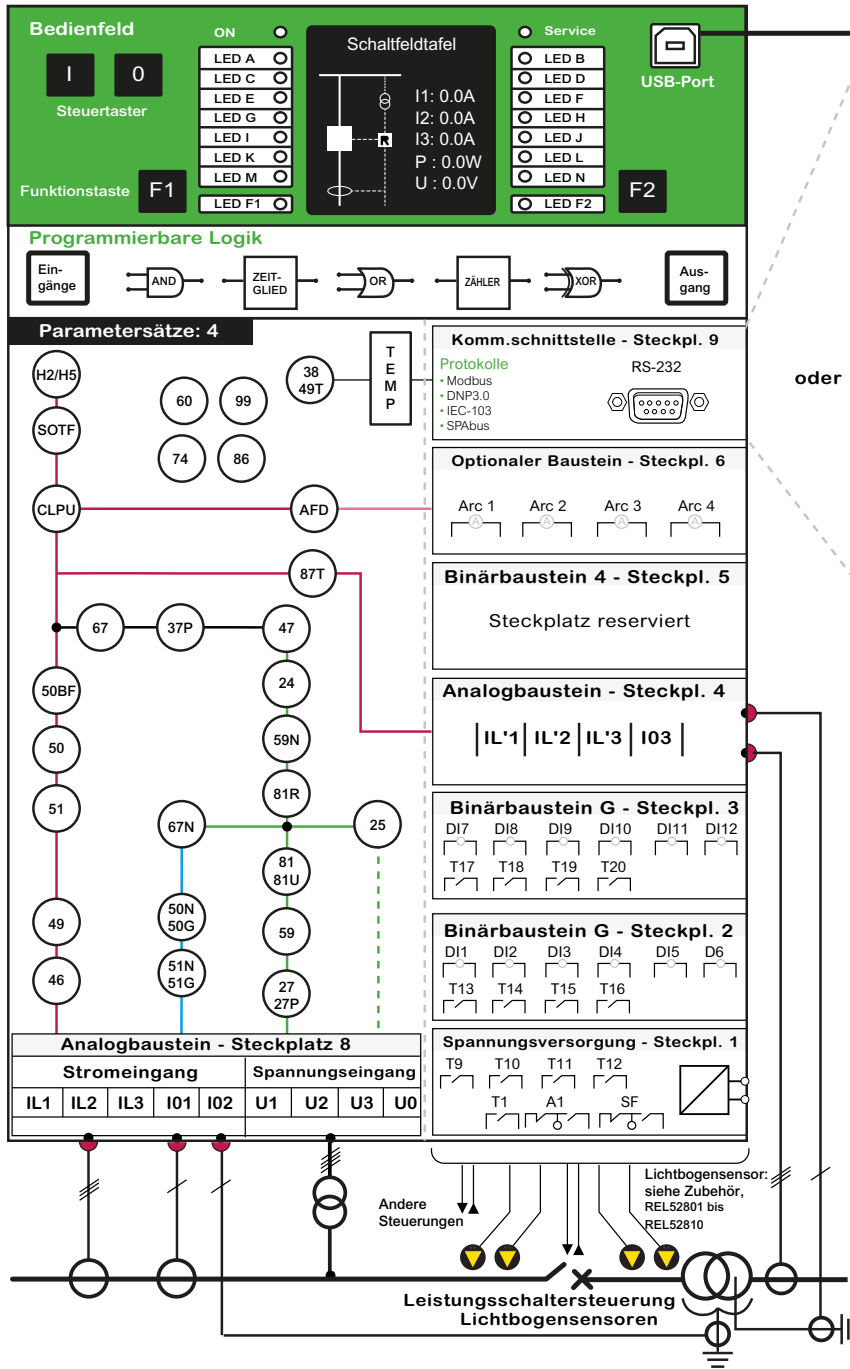 Bedienfeld
ON
Service
I
0
Steuertaster
LED A
LED C
LED E
LED G
LED I
LED K
LED M
LED F1
Schaltfeldtafel
I1: 0.0A
I2: 0.0A
I3: 0.0A
P : 0.0W
U : 0.0V
R
LED B
LED D
LED F
LED H
LED J
LED L
LED N
LED F2
USB-Port
Funktionstaste
F1
F2
Programmierbare Logik
Ein-
gänge
AND
ZEIT-
GLIED
OR
ZÄHLER
XOR
Aus-
gang
Parametersätze: 4
H2/H5
SOTF
CLPU
60
99
74
86
38
49T
T
E
M
P
AFD
87T
67
37P
47
24
59N
81R
50BF
50
51
67N
25
81
81U
50N
50G
59
49
46
51N
51G
27
27P
Komm.schnittstelle - Steckpl. 9
Protokolle
• Modbus
• DNP3.0
• IEC-103
• SPAbus
RS-232
oder
Optionaler Baustein - Steckpl. 6
Arc 1 Arc 2 Arc 3 Arc 4
A A A A
Binärbaustein 4 - Steckpl. 5
Steckplatz reserviert
Analogbaustein - Steckpl. 4
IL'1 IL'2 IL'3 I03
Binärbaustein G - Steckpl. 3
DI7 DI8 DI9 DI10 DI11 DI12
T17 T18 T19 T20
Binärbaustein G - Steckpl. 2
DI1 DI2 DI3 DI4 DI5 D6
T13 T14 T15 T16
Spannungsversorgung - Steckpl. 1
T9 T10 T11 T12
T1 A1 SF
Analogbaustein - Steckplatz 8
Stromeingang Spannungseingang
IL1 IL2 IL3 I01 I02 U1 U2 U3 U0
Andere
Steuerungen
Lichtbogensensor:
siehe Zubehör,
REL52801 bis
REL52810
Leistungsschaltersteuerung
Lichtbogensensoren